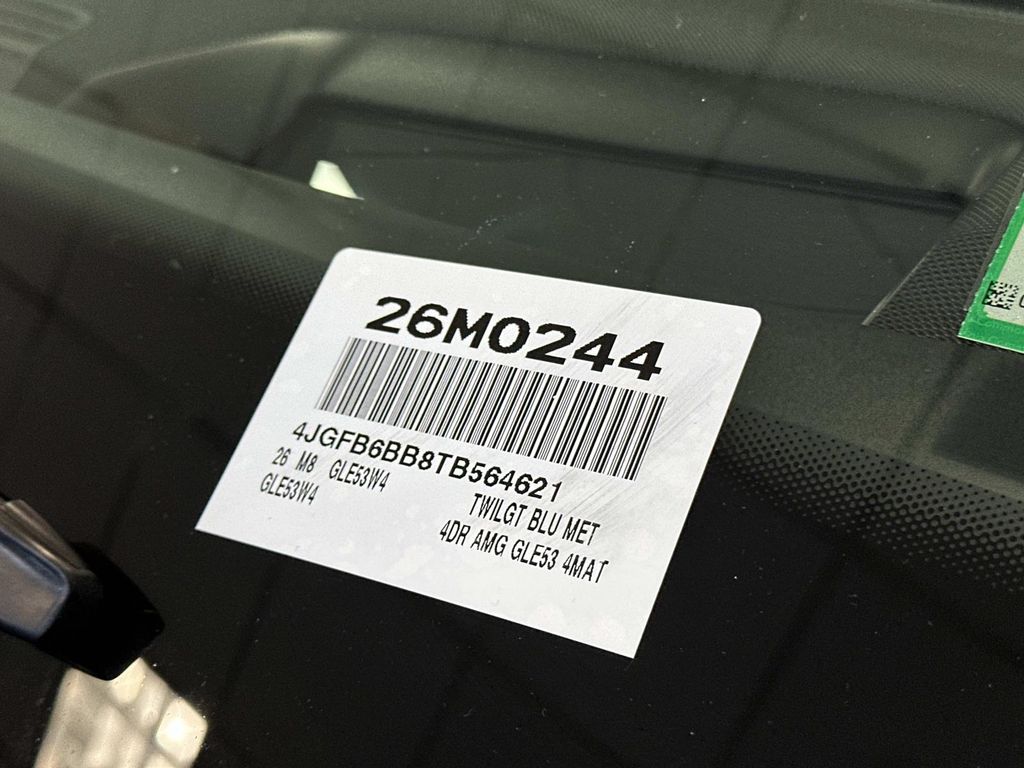 26M0244
4JGFB6BB8TB564621
26 M8 GLE53W4
TWILGT BLU MET
GLE53W4
4DR AMG GLE53 4MAT